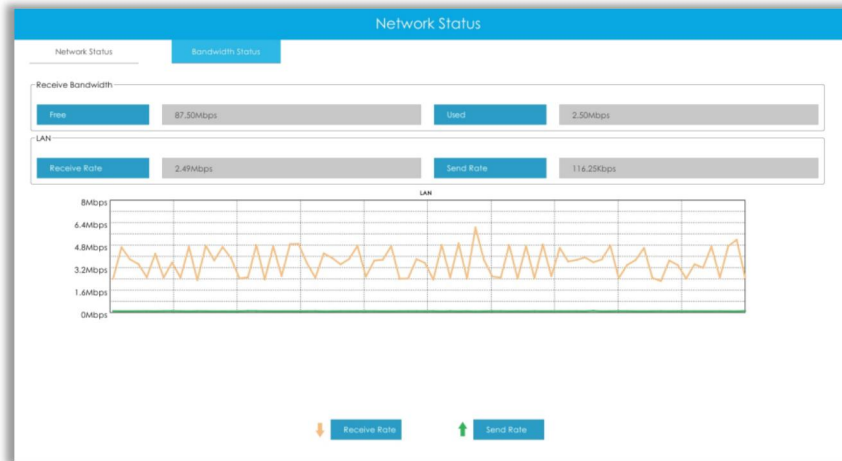 Network Status
Network Status Bandwidth Status
Receive Bandwidth
Free 87.50Mbps Used 2.50Mbps
LAN
Receive Rate 2.49Mbps Send Rate 116.25Kbps
LAN
8Mbps
6.4Mbps
4.8Mbps
3.2Mbps
1.6Mbps
0Mbps
Receive Rate Send Rate